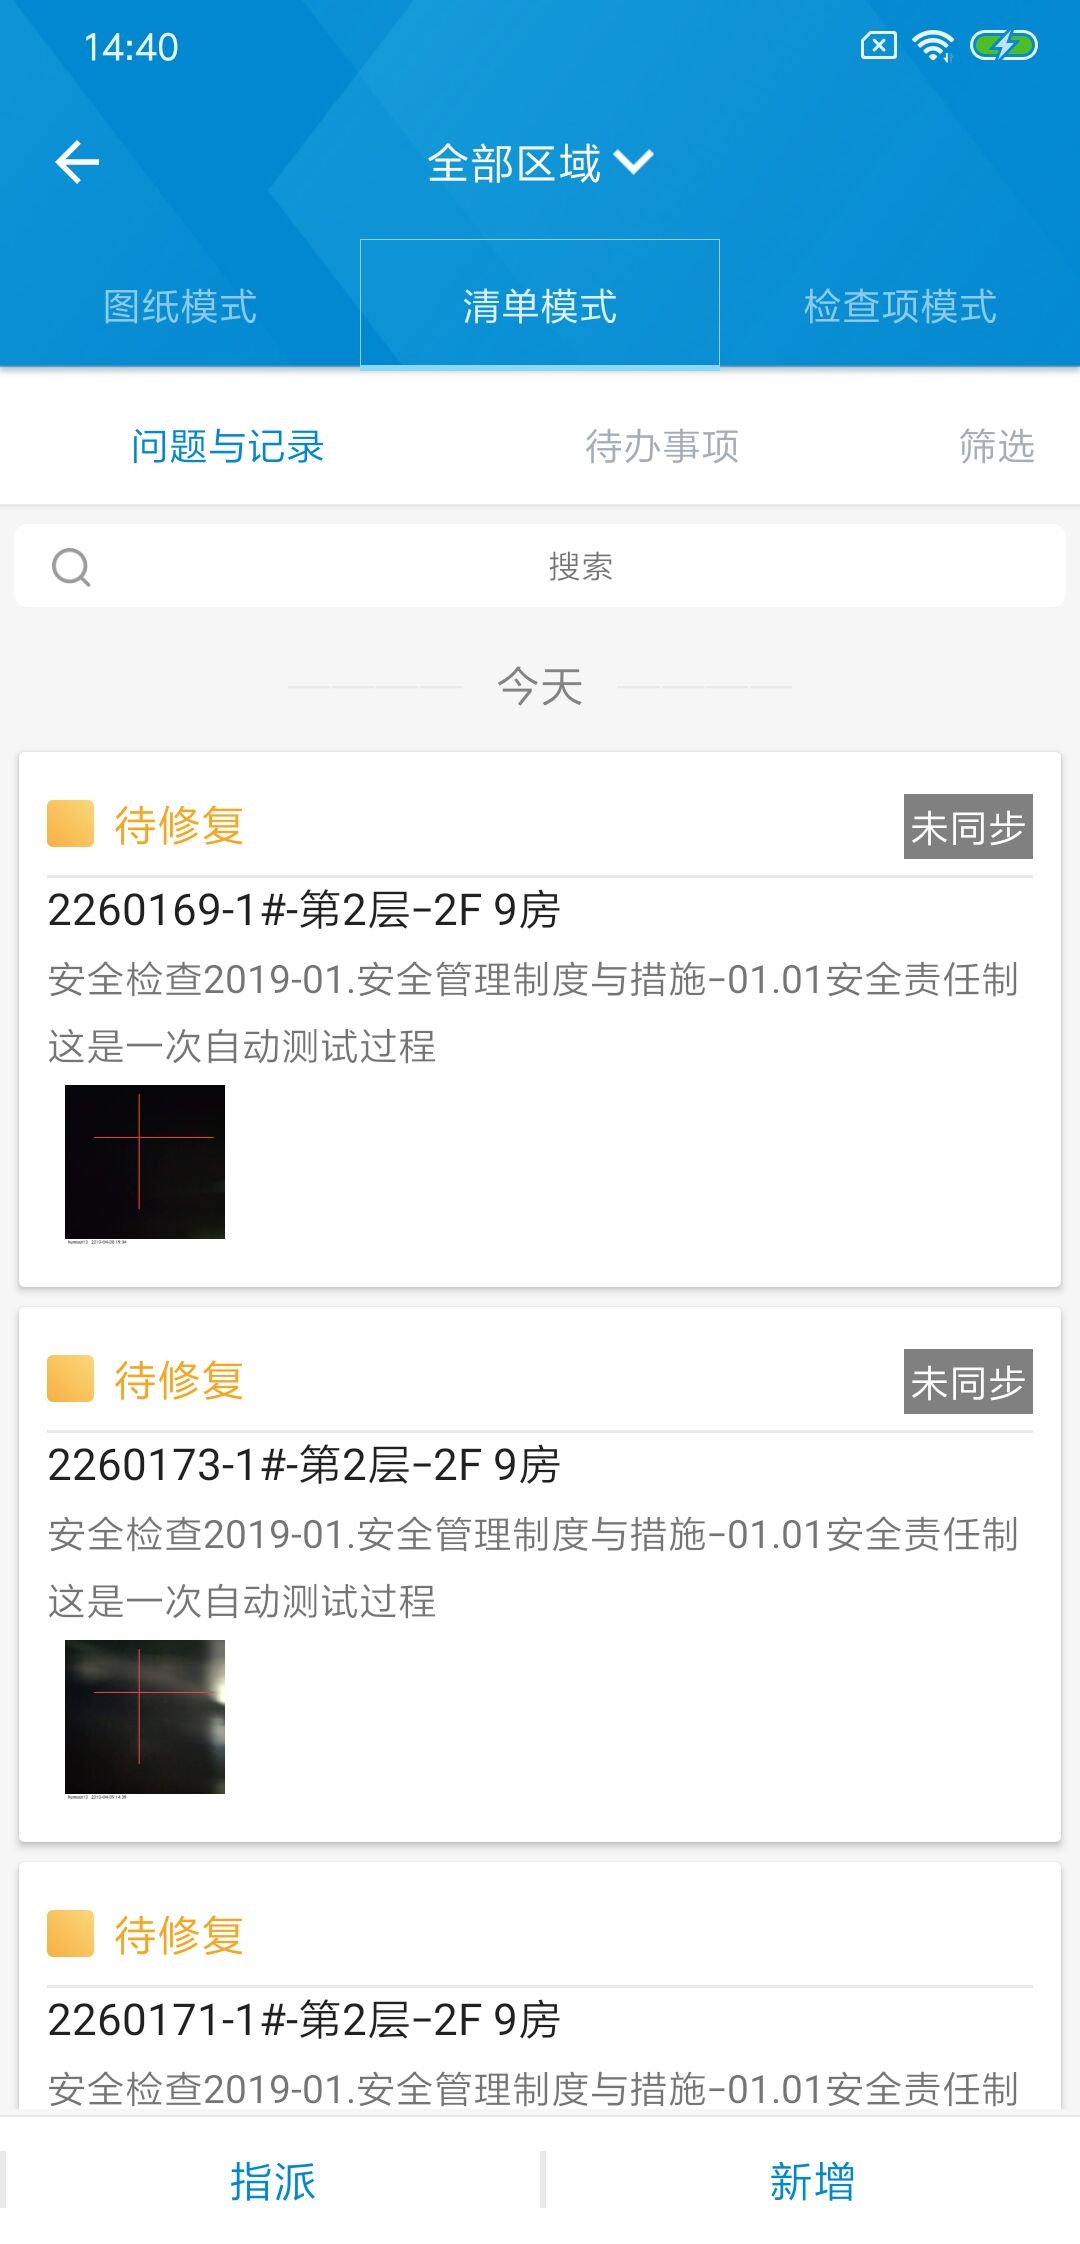 14:40
全部区域
图纸模式 清单模式 检查项模式
问题与记录 待办事项 筛选
搜索
今天
待修复 未同步
2260169-1#-第2层-2F 9房
安全检查2019-01.安全管理制度与措施-01.01安全责任制
这是一次自动测试过程
待修复 未同步
2260173-1#-第2层-2F 9房
安全检查2019-01.安全管理制度与措施-01.01安全责任制
这是一次自动测试过程
待修复
2260171-1#-第2层-2F 9房
安全检查2019-01.安全管理制度与措施-01.01安全责任制
指派 新增